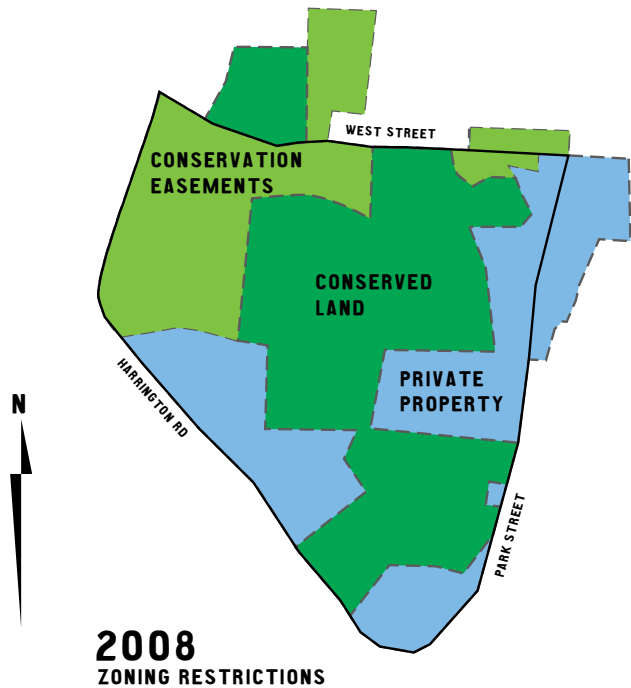 WEST STREET
CONSERVATION
EASEMENTS
CONSERVED
LAND
HARRINGTON RD
PRIVATE
PROPERTY
N
PARK STREET
2008
ZONING RESTRICTIONS